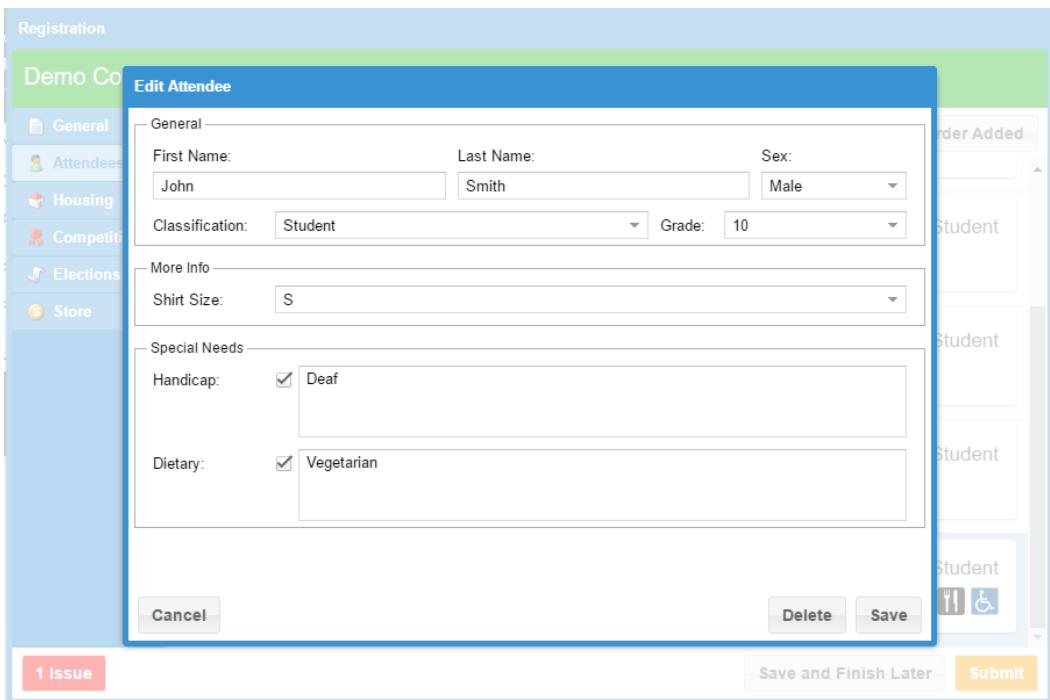 Registration
Demo Co
Edit Attendee
General
General
rder Added
First Name:
Last Name:
Sex:
Attendees
John
Smith
Male
Housing
Classification:
Student
Grade:
10
Student
Competiti
Elections
More Info
Shirt Size:
S
Store
Student
Special Needs
Handicap:
Deaf
Student
Dietary:
Vegetarian
Student
Cancel
Delete
Save
1 Issue
Save and Finish Later
Submit